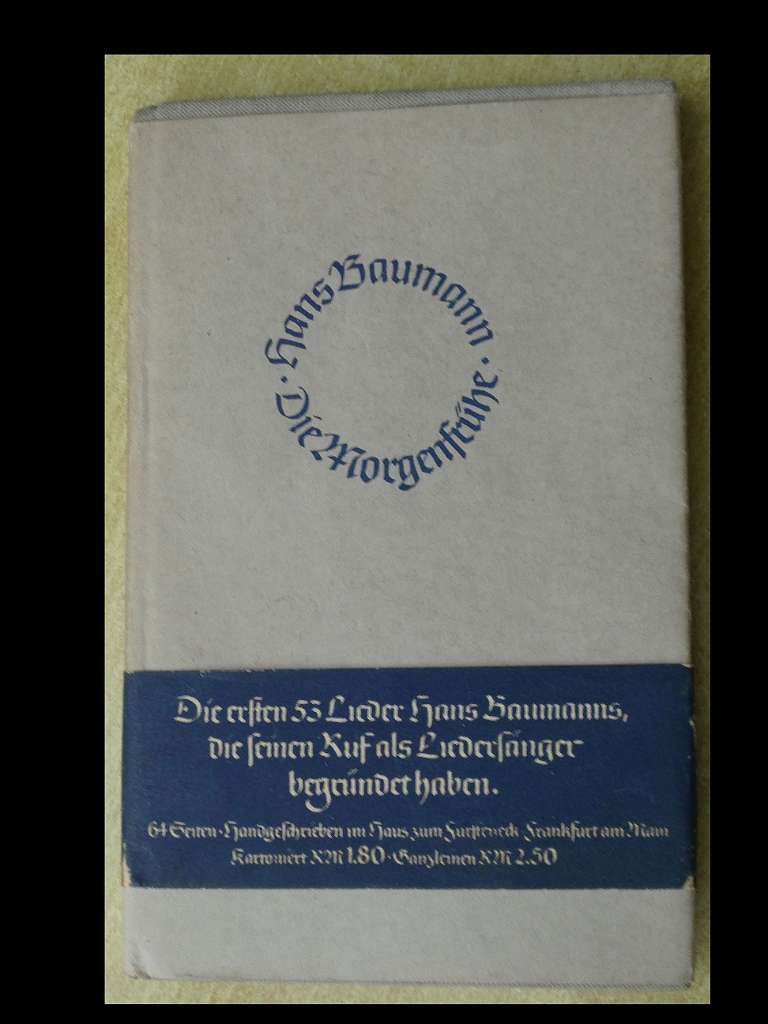 · Hans Baumann ·
Die Morgenfrühe
Die ersten 53 Lieder Hans Baumanns,
die seinen Ruf als Liedersänger
begründet haben.
64 Seiten · Handgeschrieben im Haus zum Fürsteneck · Frankfurt am Main
Kartoniert RM 1.80 · Ganzleinen RM 2.50